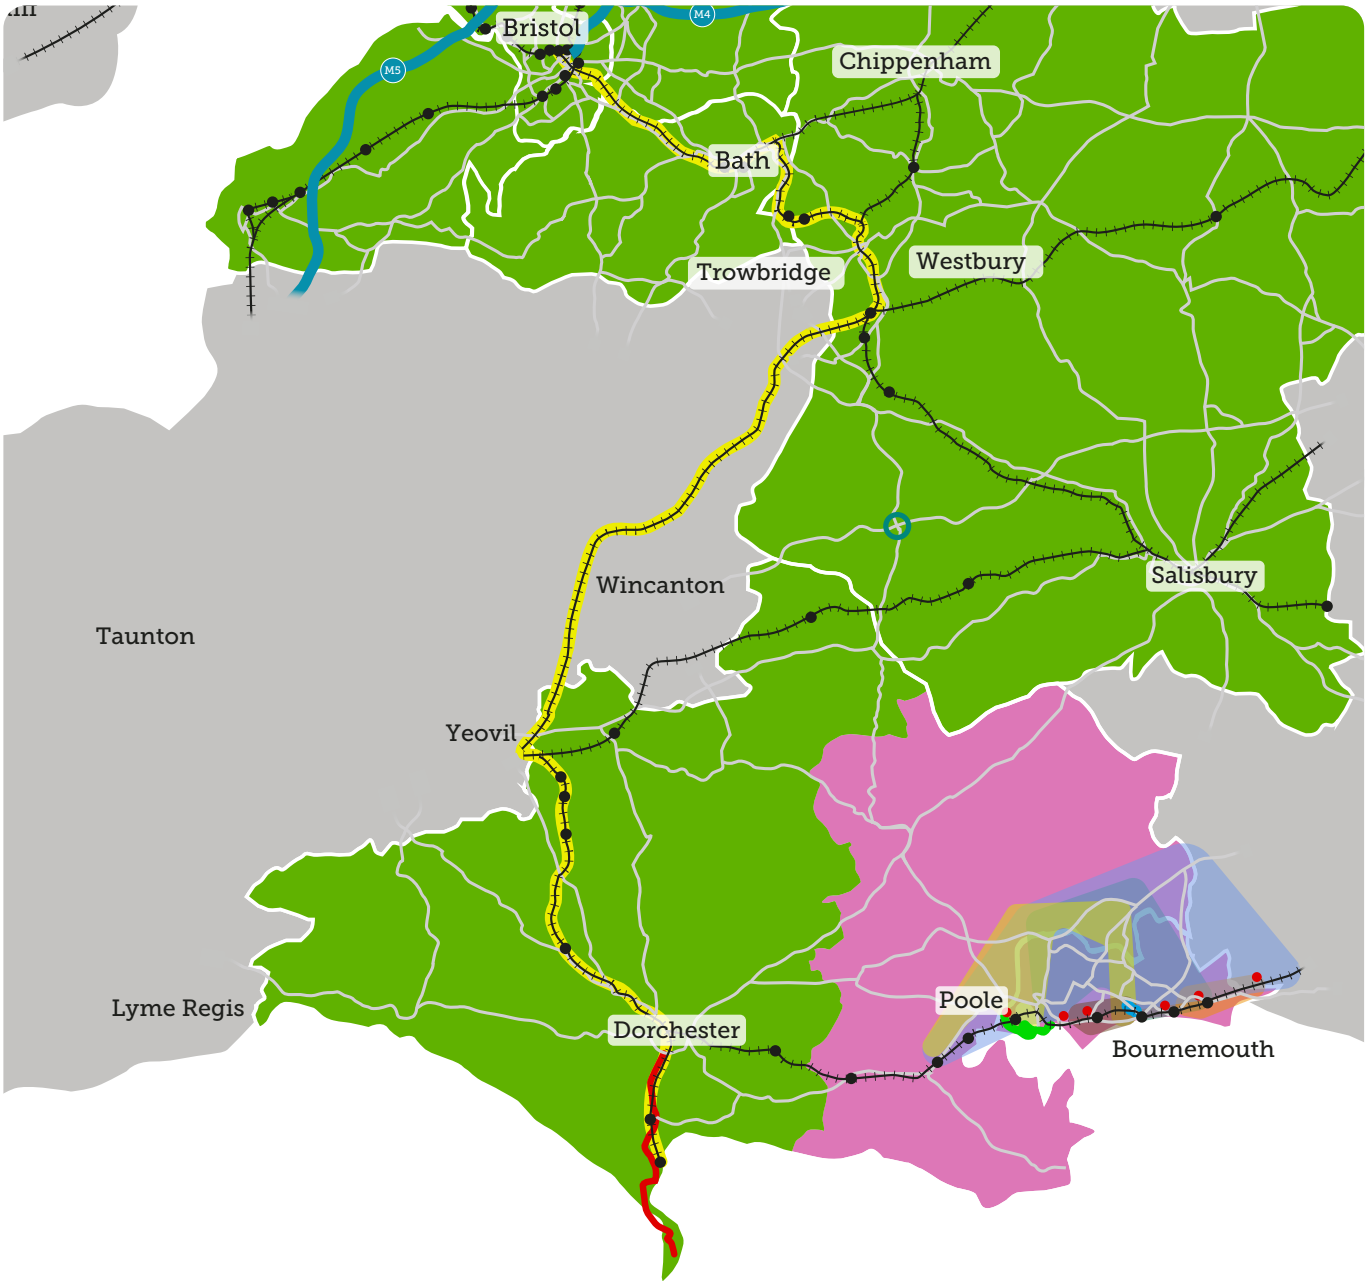 M4
Bristol
Chippenham
M5
Bath
Westbury
Trowbridge
Salisbury
Wincanton
Taunton
Yeovil
Poole
Lyme Regis
Dorchester
Bournemouth